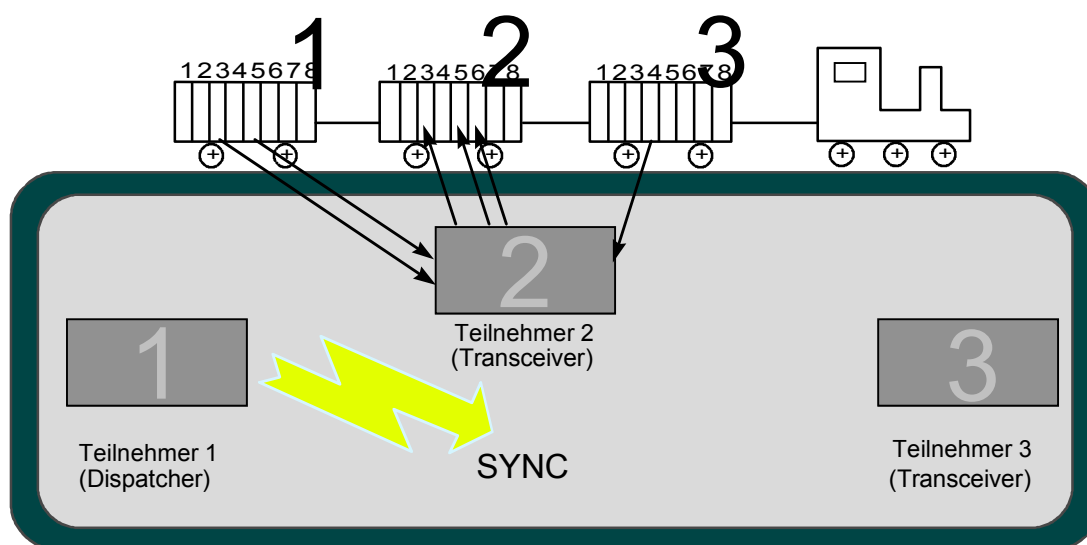 1 2 3
12345678 12345678 12345678
2
Teilnehmer 2
(Transceiver)
1
3
Teilnehmer 1
(Dispatcher)
SYNC
Teilnehmer 3
(Transceiver)